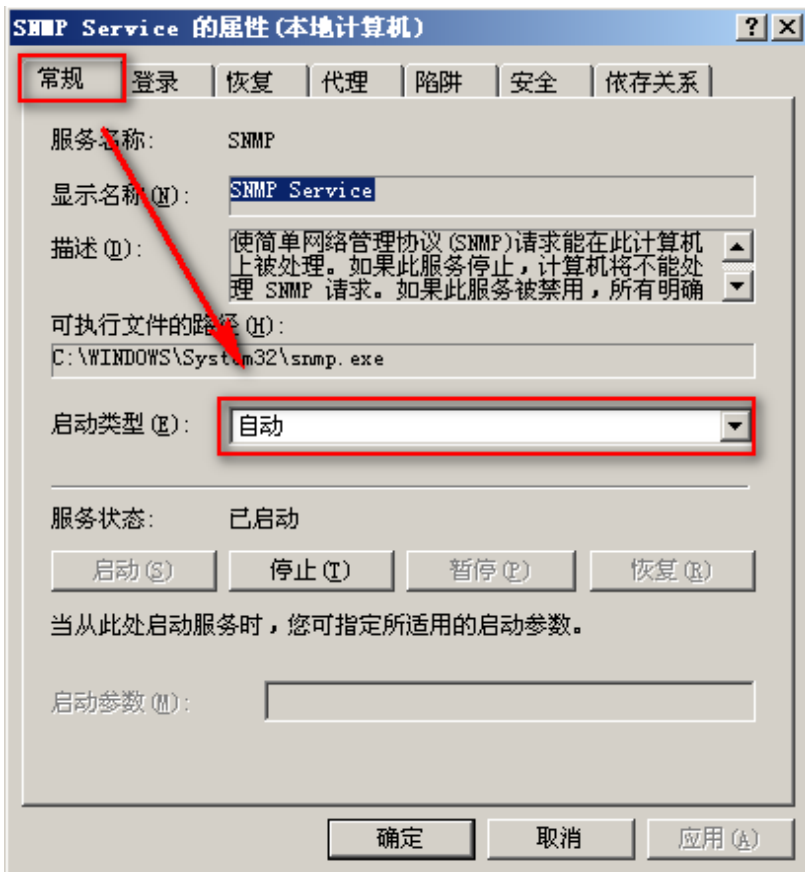 SNMP Service 的属性(本地计算机)
常规 登录 恢复 代理 陷阱 安全 依存关系
服务名称: SNMP
显示名称(N): SNMP Service
描述(D): 使简单网络管理协议(SNMP)请求能在此计算机
上被处理。如果此服务停止,计算机将不能处
理 SNMP 请求。如果此服务被禁用,所有明确
可执行文件的路径(H):
C:\WINDOWS\System32\snmp.exe
启动类型(E): 自动
服务状态: 已启动
启动(S) 停止(T) 暂停(P) 恢复(R)
当从此处启动服务时,您可指定所适用的启动参数。
启动参数(M):
确定 取消 应用(A)